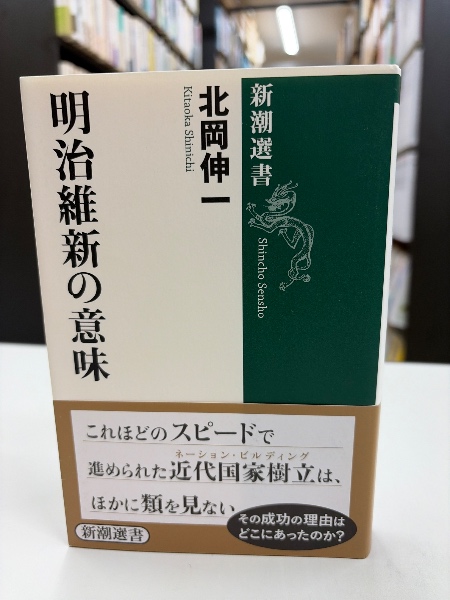 新潮選書
Shincho Sensho
北岡伸一
Kitaoka Shinichi
明治維新の意味
これほどのスピードで
ネーション・ビルディング
進められた近代国家樹立は、
ほかに類を見ない
その成功の理由は
どこにあったのか?
新潮選書